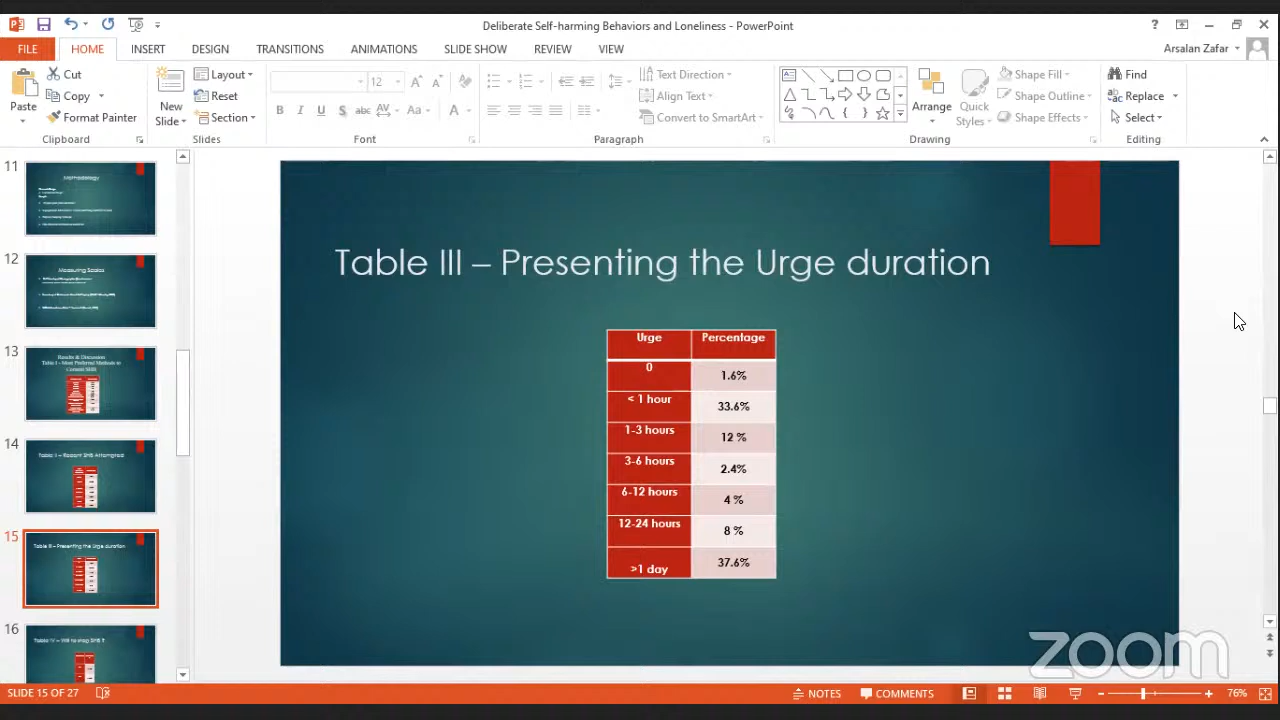 Deliberate Self-harming Behaviors and Loneliness - PowerPoint
FILE HOME INSERT DESIGN TRANSITIONS ANIMATIONS SLIDE SHOW REVIEW VIEW
Arsalan Zafar
Paste
Cut
Copy
Format Painter
Clipboard
New
Slide
Layout
Reset
Section
Slides
12
Font
Text Direction
Align Text
Convert to SmartArt
Paragraph
Arrange
Quick
Styles
Shape Fill
Shape Outline
Shape Effects
Drawing
Find
Replace
Select
Editing
11
Methodology
12
Measuring Scales
13
Results & Discussion
14
15
Table III – Presenting the Urge duration
16
Table III – Presenting the Urge duration
Urge Percentage
0 1.6%
< 1 hour 33.6%
1-3 hours 12 %
3-6 hours 2.4%
6-12 hours 4 %
12-24 hours 8 %
>1 day 37.6%
zoom
SLIDE 15 OF 27
NOTES
COMMENTS
76%